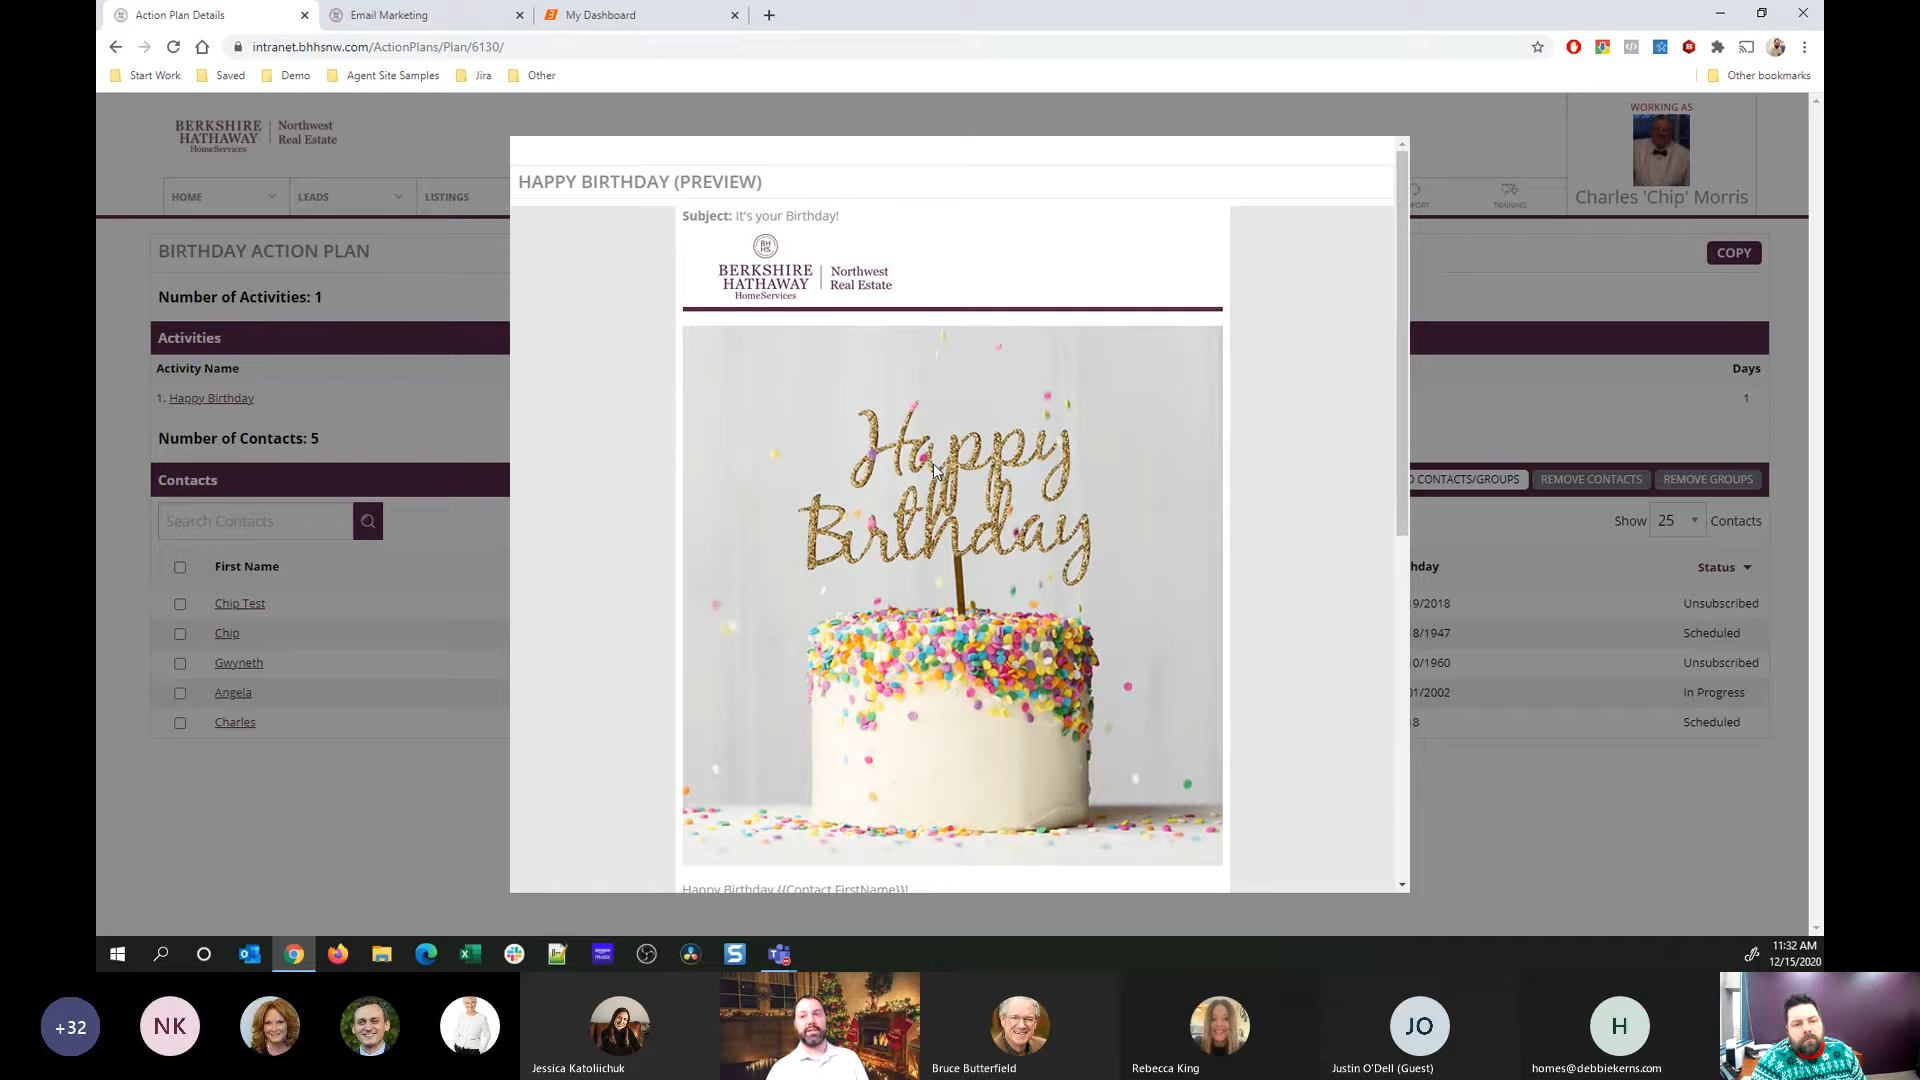 Action Plan Details
Email Marketing
My Dashboard
intranet.bhhsnw.com/ActionPlans/Plan/6130/
Start Work
Saved
Demo
Agent Site Samples
Jira
Other
Other bookmarks
BERKSHIRE HATHAWAY HomeServices
Northwest Real Estate
WORKING AS
Charles 'Chip' Morris
HOME
LEADS
LISTINGS
PORT
TRAINING
BIRTHDAY ACTION PLAN
COPY
Number of Activities: 1
Activities
Activity Name
Days
1. Happy Birthday
1
Number of Contacts: 5
Contacts
CONTACTS/GROUPS
REMOVE CONTACTS
REMOVE GROUPS
Search Contacts
Show 25 Contacts
First Name
hday
Status
Chip Test
9/2018
Unsubscribed
Chip
8/1947
Scheduled
Gwyneth
0/1960
Unsubscribed
Angela
01/2002
In Progress
Charles
18
Scheduled
HAPPY BIRTHDAY (PREVIEW)
Subject: It's your Birthday!
BH HS
BERKSHIRE HATHAWAY HomeServices
Northwest Real Estate
Happy
Birthday
Happy Birthday {{Contact.FirstName}}!
11:32 AM
12/15/2020
+32
NK
Jessica Katoliichuk
Bruce Butterfield
Rebecca King
JO
Justin O'Dell (Guest)
H
homes@debbiekerns.com